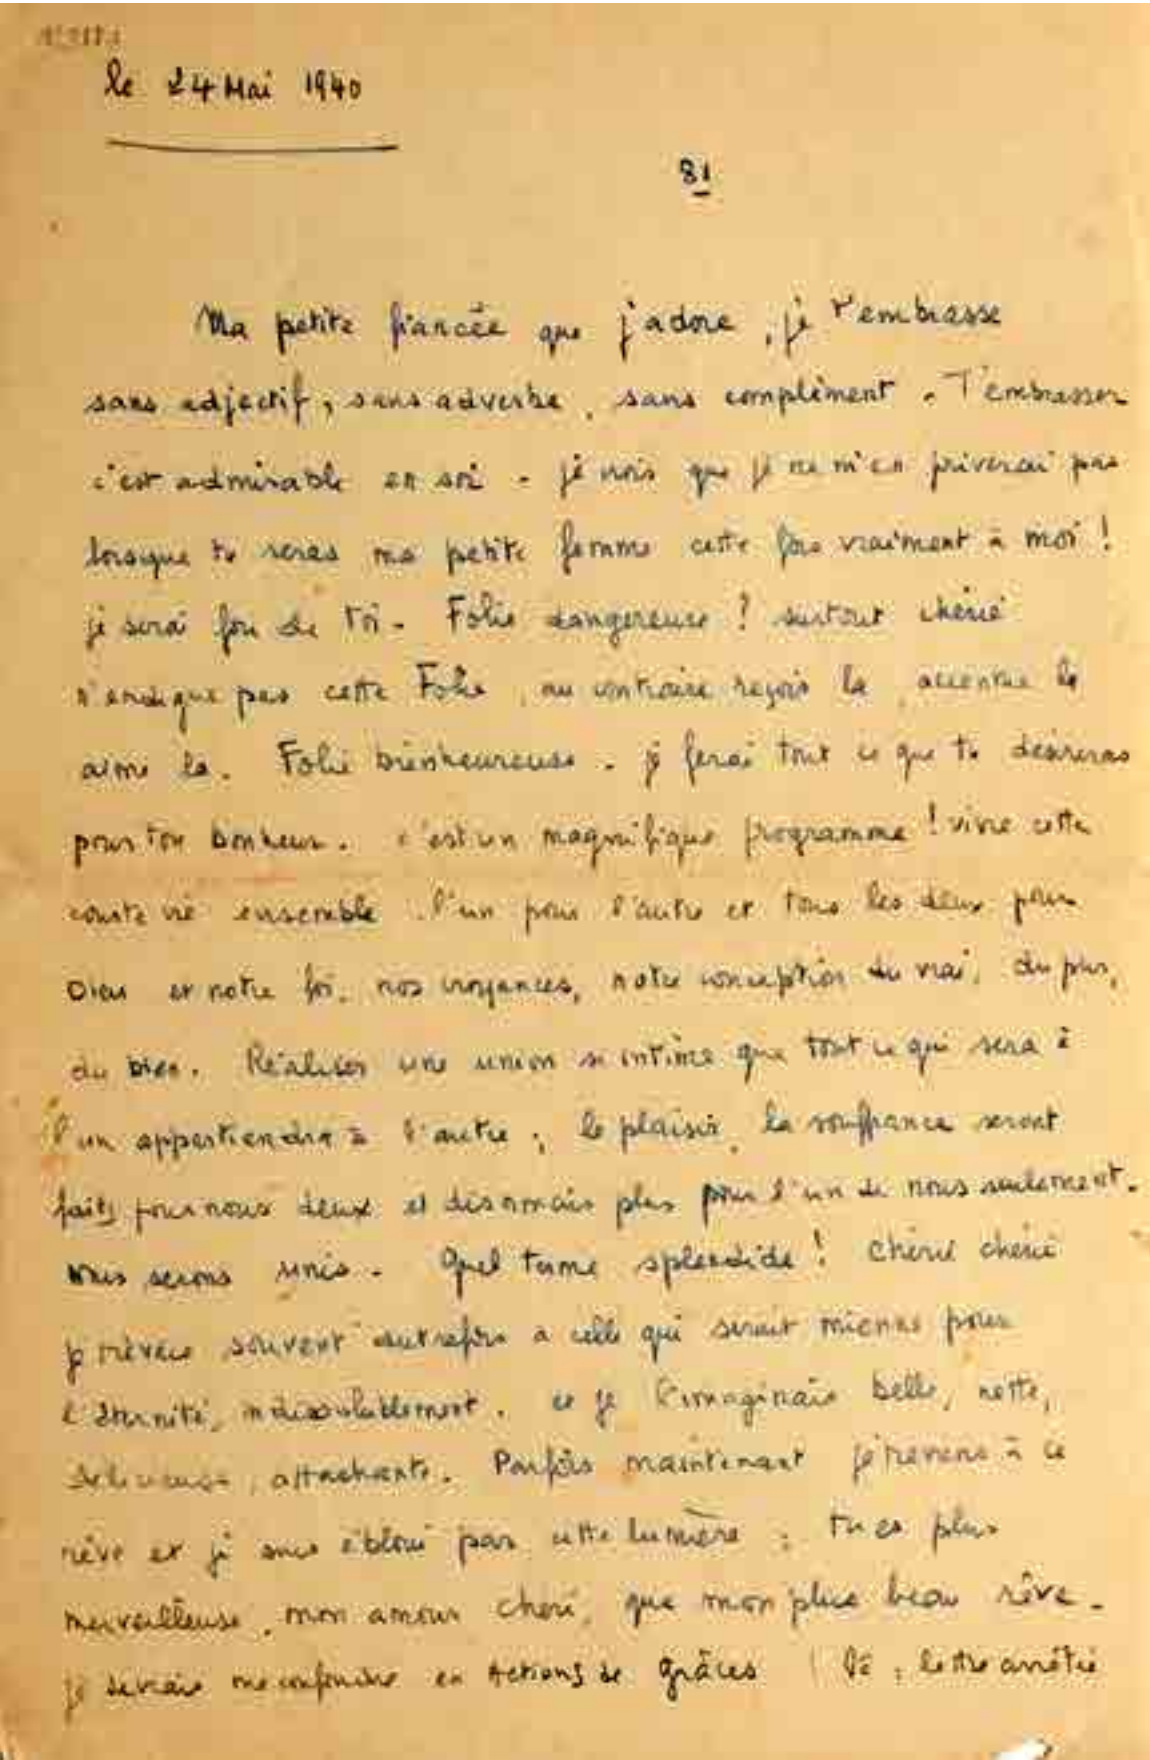 le 24 Mai 1940
81
Ma petite fiancée que j'adore, je t'embrasse
sans adjectif, sans adverbe, sans complément. T'embrasser
c'est admirable en soi - je crois que je ne m'en priverai pas
lorsque tu seras ma petite femme cette fois vraiment à moi !
je serai fou de toi - Folie dangereuse ? surtout chérie
n'endigue pas cette Folie, au contraire reçois la, accentue la
aime la. Folie bienheureuse. je ferai tout ce que tu désireras
pour ton bonheur. c'est un magnifique programme ! vivre cette
courte vie ensemble l'un pour l'autre et tous les deux pour
Dieu et notre foi, nos croyances, notre conception du vrai, du pur,
du bien. Réaliser une union si intime que tout ce qui sera à
l'un appartiendra à l'autre ; le plaisir, la souffrance seront
faits pour nous deux et désormais plus pour l'un de nous seulement.
nous serons unis - Quel terme splendide ! chérie chérie
je rêvais souvent autrefois à celle qui serait mienne pour
l'éternité, indissolublement. et je l'imaginais belle, nette,
délicieuse, attachante. Parfois maintenant je reviens à ce
rêve et je suis ébloui par cette lumière : tu es plus
merveilleuse, mon amour chéri, que mon plus beau rêve -
je devrais me confondre en Actions de grâces ! lettre arrêtée